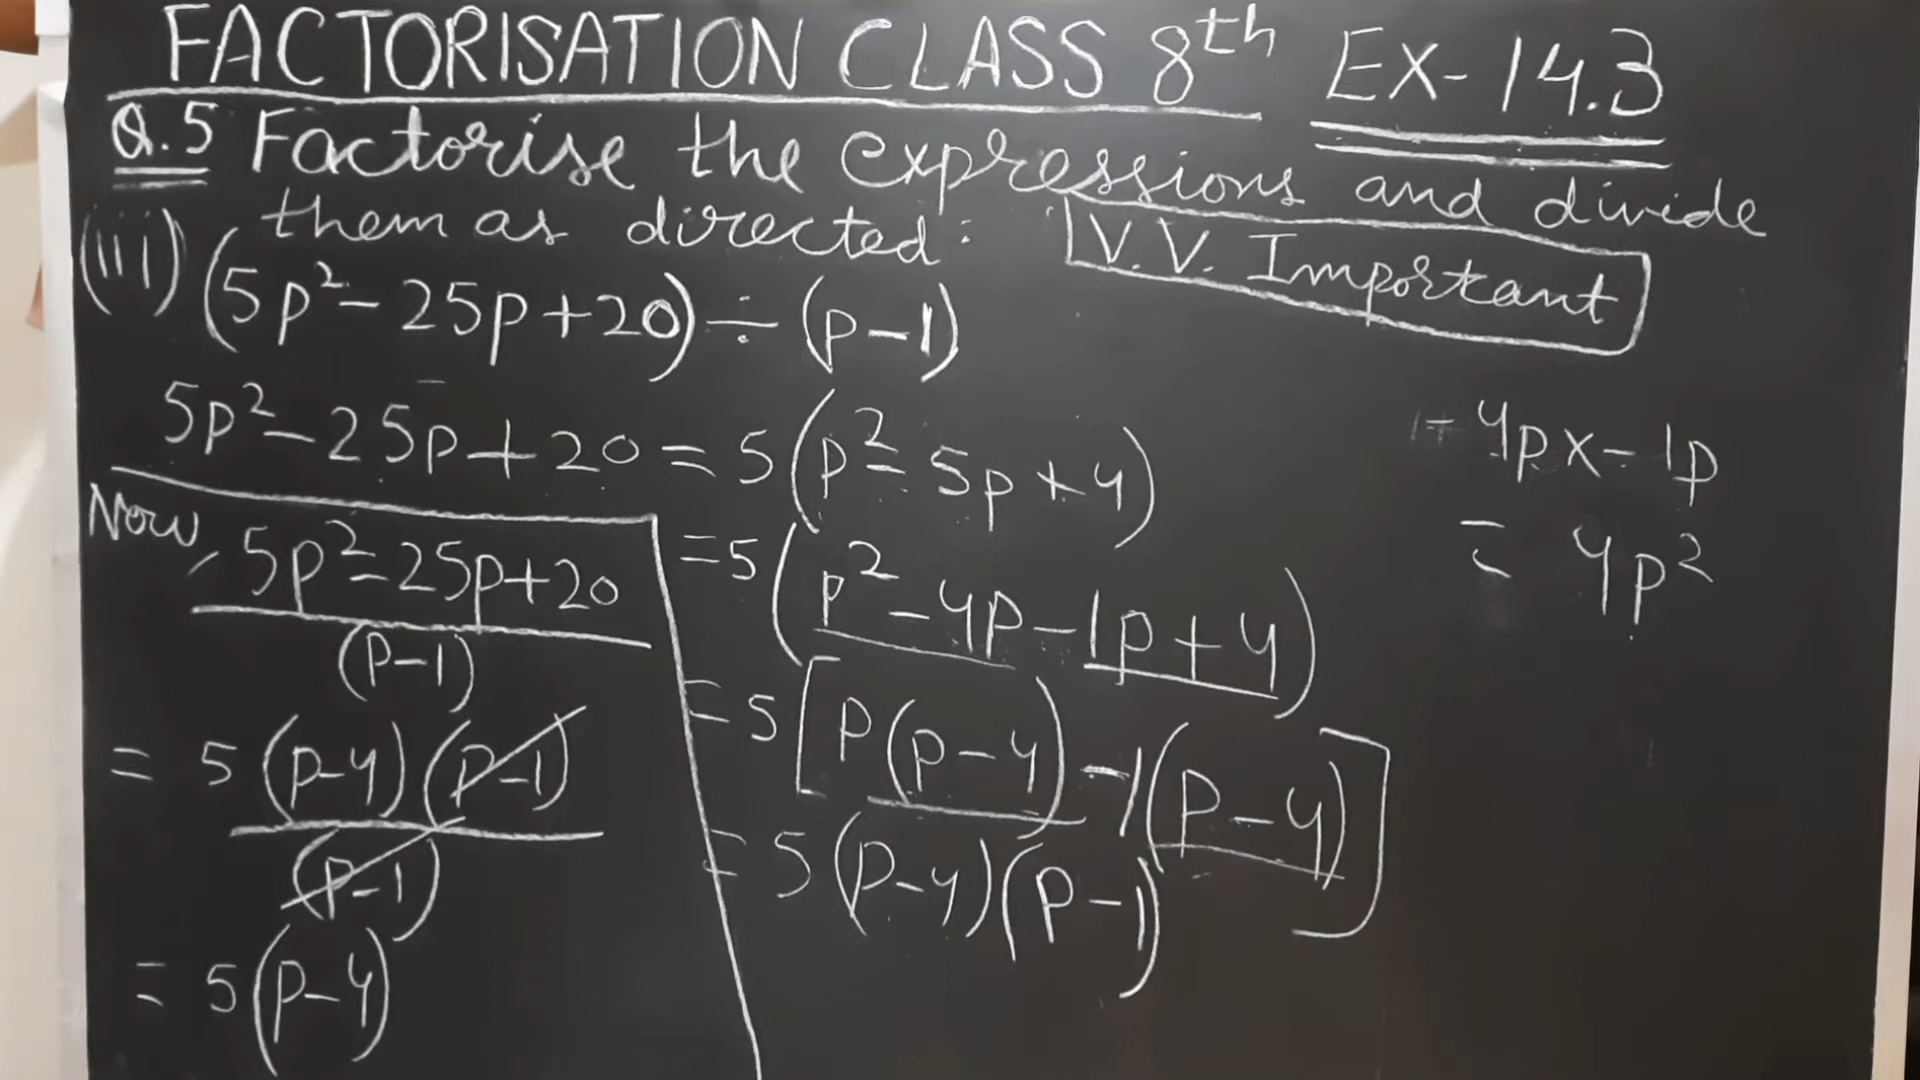 FACTORISATION CLASS 8th EX-14.3
Q.5 Factorise the expressions and divide
them as directed:
V.V. Important
(iii) (5p²-25p+20)÷(p-1)
5p²-25p+20=5(p²-5p+4)
=5(p²-4p-1p+4)
=5[p(p-4)-1(p-4)]
=5(p-4)(p-1)
-4px-1p
= 4p²
Now, 5p²-25p+20
(p-1)
= 5(p-4)(p-1)
(p-1)
= 5(p-4)